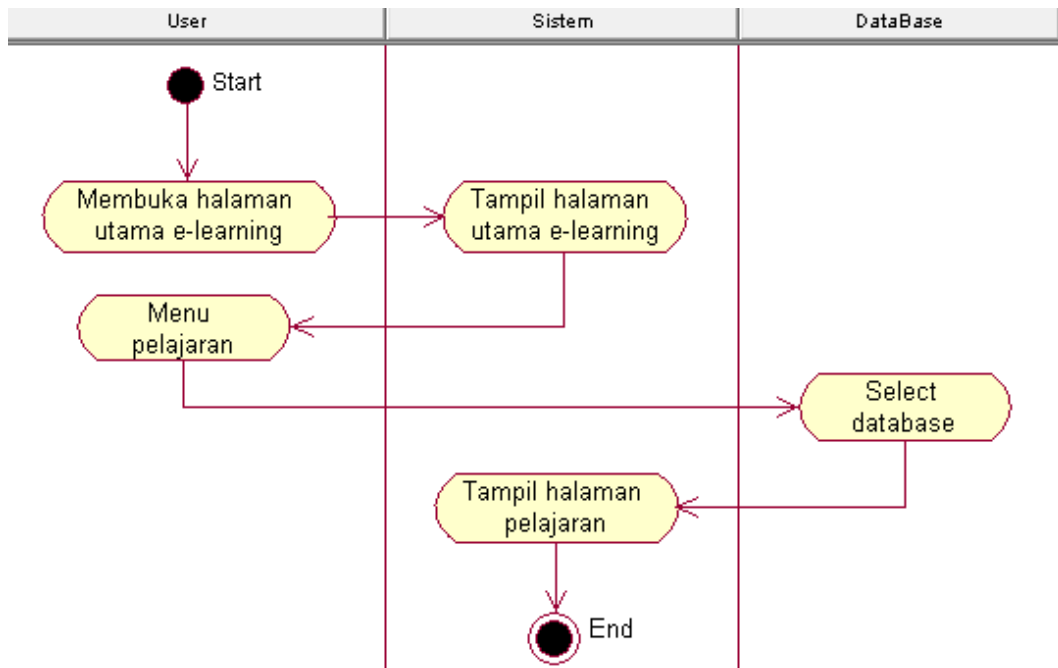 User
Sistem
DataBase
Start
Membuka halaman
utama e-learning
Tampil halaman
utama e-learning
Menu
pelajaran
Select
database
Tampil halaman
pelajaran
End